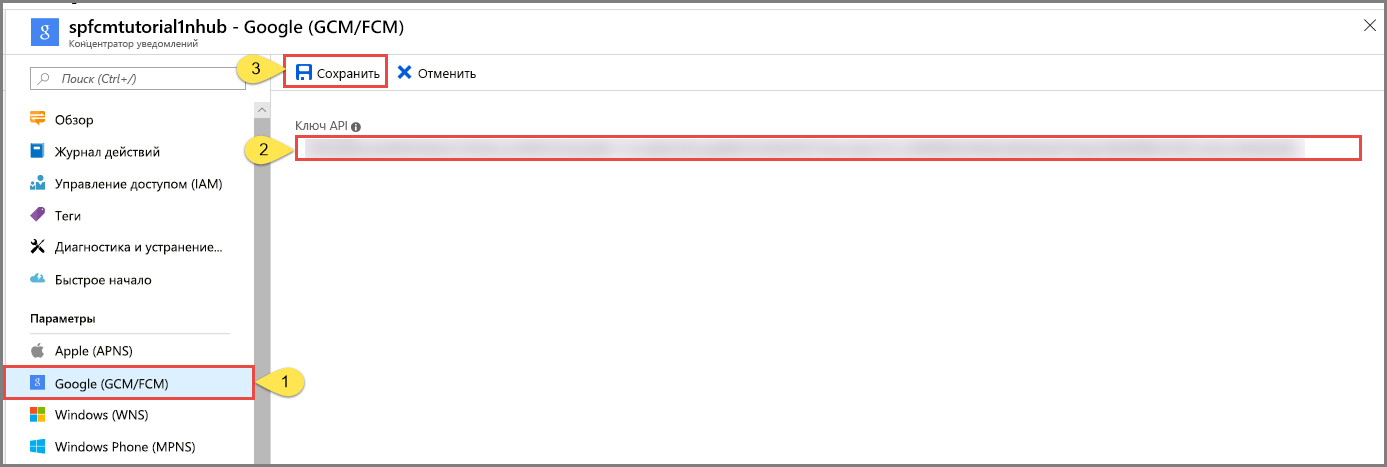 spfcmtutorial1nhub - Google (GCM/FCM)
Концентратор уведомлений
Поиск (Ctrl+/)
3
Сохранить
Отменить
Обзор
Журнал действий
Управление доступом (IAM)
Теги
Диагностика и устранение...
Быстрое начало
Параметры
Apple (APNS)
Google (GCM/FCM)
1
Windows (WNS)
Windows Phone (MPNS)
Ключ API
2